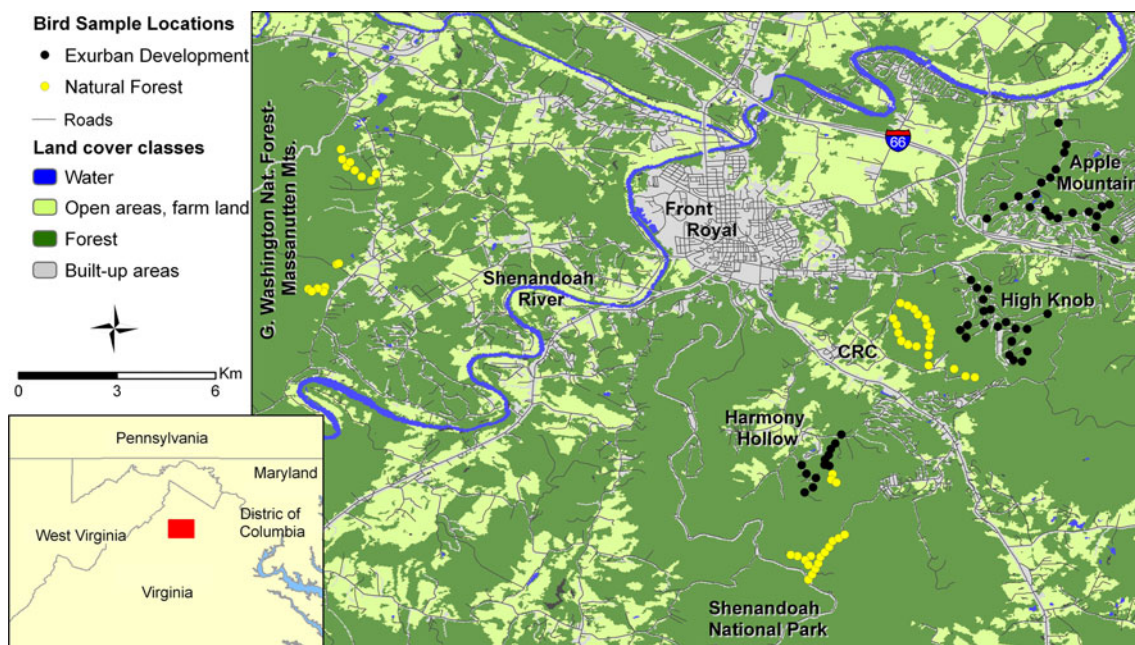 Bird Sample Locations
Exurban Development
Natural Forest
Roads
Land cover classes
Water
Open areas, farm land
Forest
Built-up areas
0 3 6 Km
Pennsylvania
Maryland
West Virginia
Distric of
Columbia
Virginia
G. Washington Nat. Forest-
Massanutten Mts.
66
Apple
Mountain
Front
Royal
Shenandoah
River
High Knob
CRC
Harmony
Hollow
Shenandoah
National Park